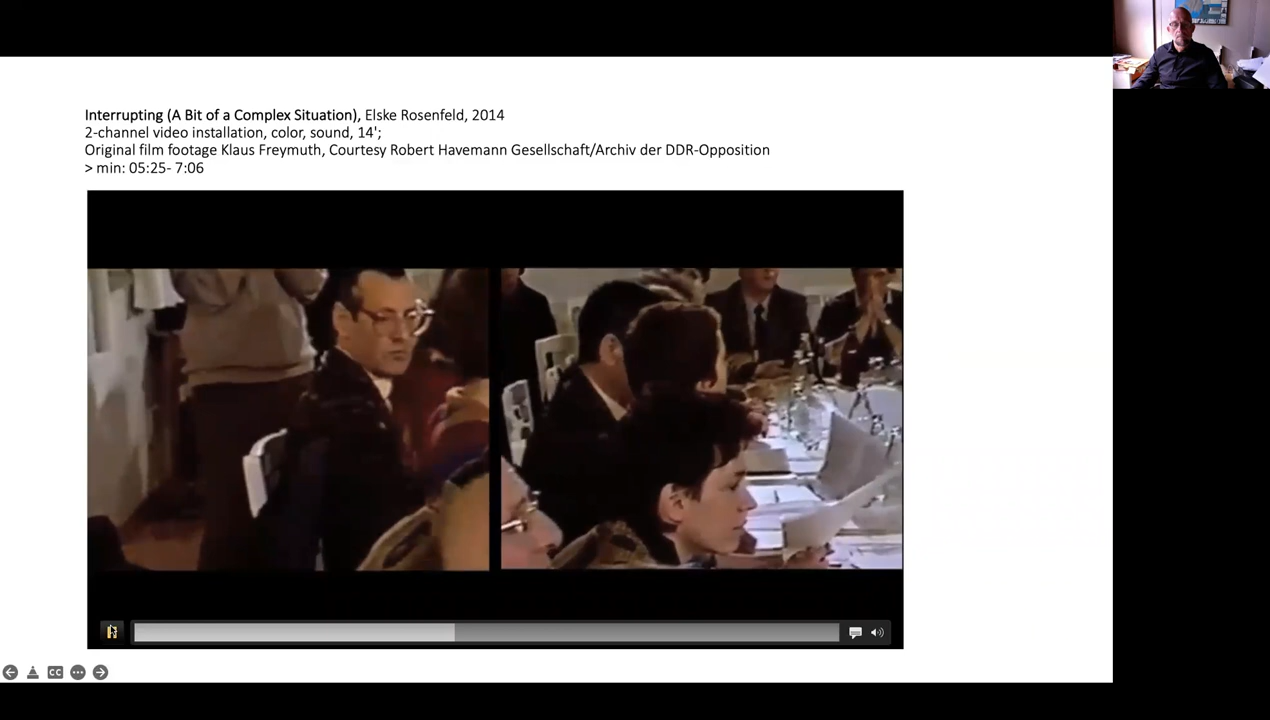 Interrupting (A Bit of a Complex Situation), Elske Rosenfeld, 2014
2-channel video installation, color, sound, 14';
Original film footage Klaus Freymuth, Courtesy Robert Havemann Gesellschaft/Archiv der DDR-Opposition
> min: 05:25- 7:06
CC